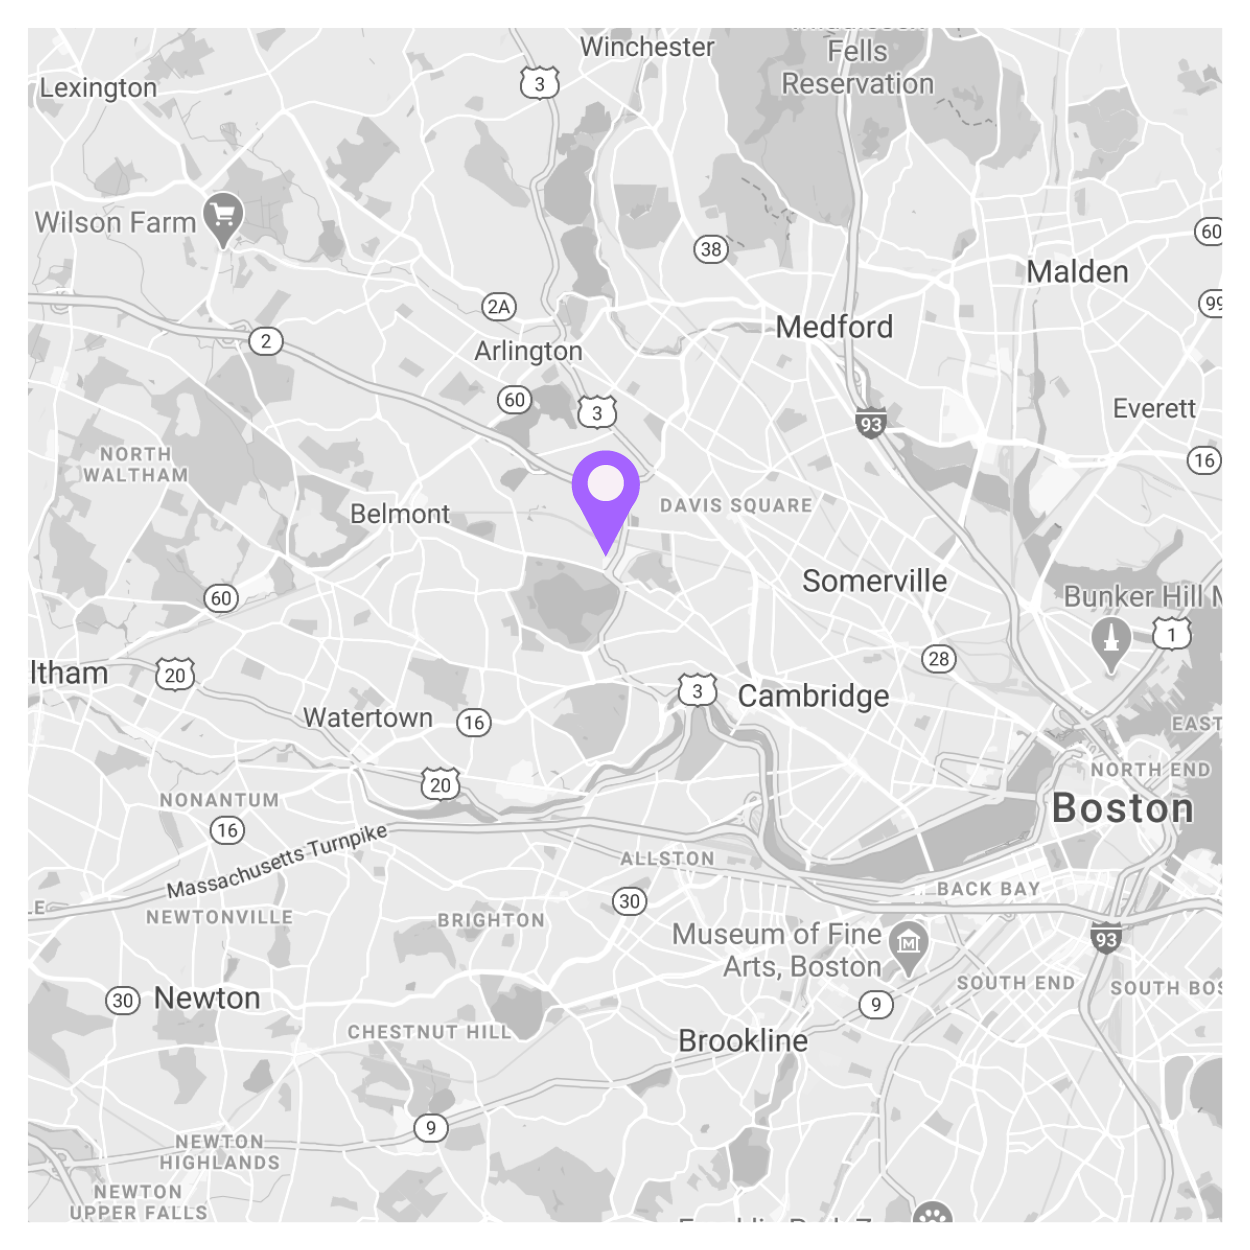 Winchester
Fells
Reservation
Lexington
3
Wilson Farm
38
60
Malden
2A
99
Medford
2
Arlington
60
3
Everett
93
NORTH
WALTHAM
16
DAVIS SQUARE
Belmont
Somerville
60
Bunker Hill M
1
28
ltham
20
3
Cambridge
Watertown
16
EAST
NORTH END
20
NONANTUM
Boston
16
Massachusetts Turnpike
ALLSTON
BACK BAY
30
LE
NEWTONVILLE
BRIGHTON
Museum of Fine
Arts, Boston
93
SOUTH END
SOUTH BOS
30
Newton
9
CHESTNUT HILL
Brookline
9
NEWTON
HIGHLANDS
NEWTON
UPPER FALLS